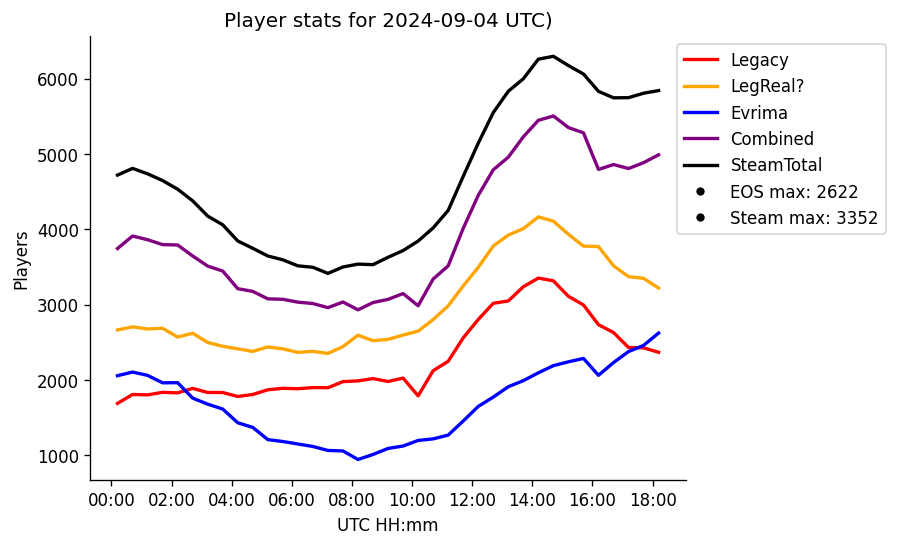 Player stats for 2024-09-04 UTC)
Legacy
LegReal?
Evrima
Combined
SteamTotal
EOS max: 2622
Steam max: 3352
Players
6000
5000
4000
3000
2000
1000
00:00 02:00 04:00 06:00 08:00 10:00 12:00 14:00 16:00 18:00
UTC HH:mm